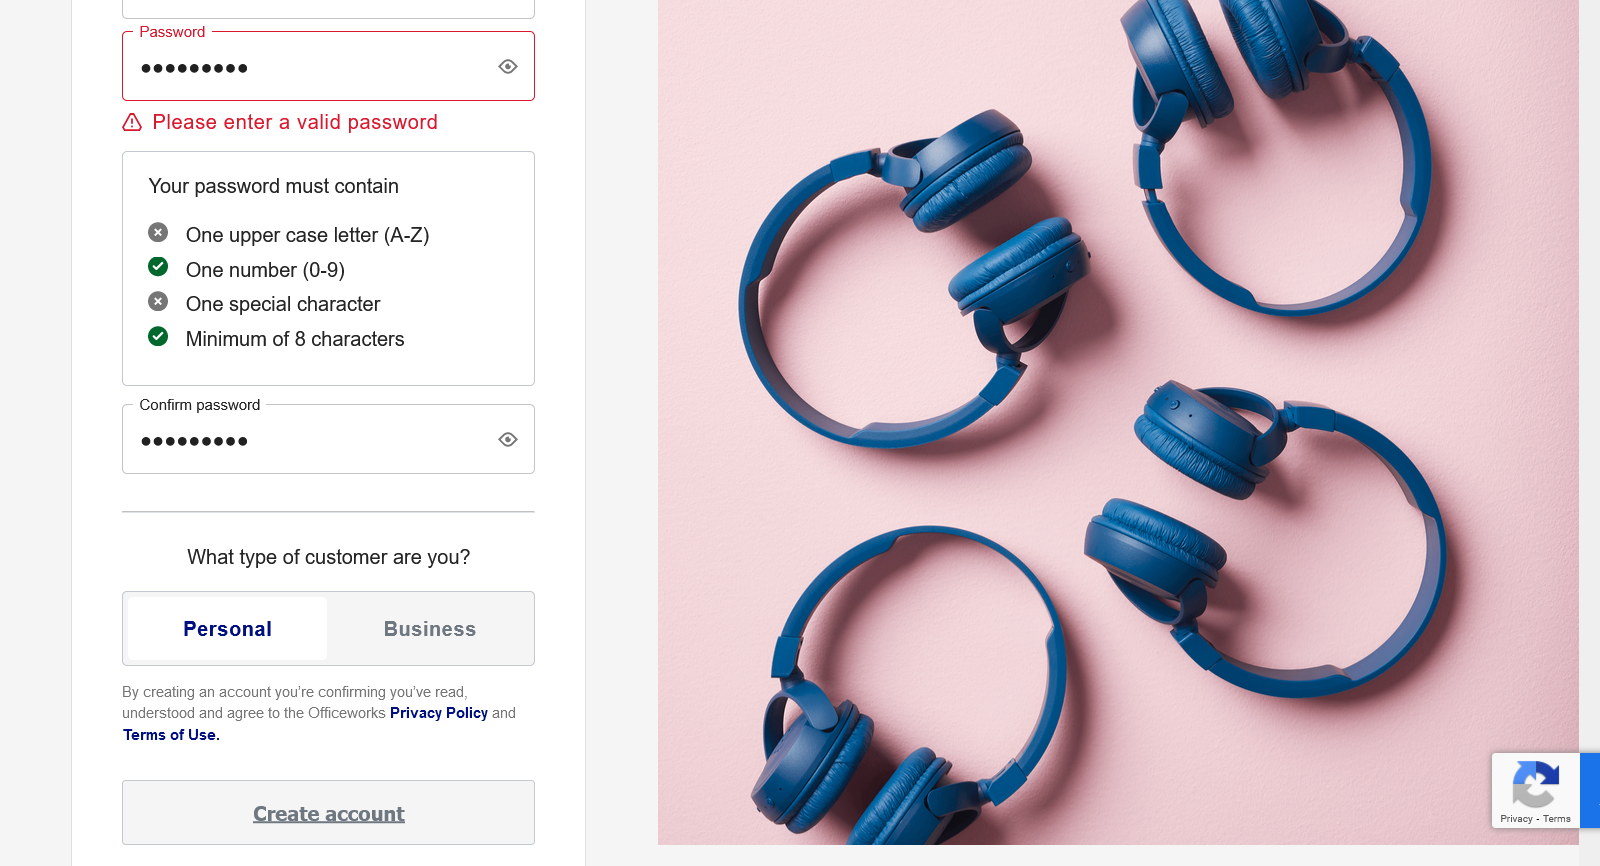 Password
•••••••••
Please enter a valid password
Your password must contain
One upper case letter (A-Z)
One number (0-9)
One special character
Minimum of 8 characters
Confirm password
•••••••••
What type of customer are you?
Personal
Business
By creating an account you’re confirming you’ve read,
understood and agree to the Officeworks Privacy Policy and
Terms of Use.
Create account
Privacy - Terms